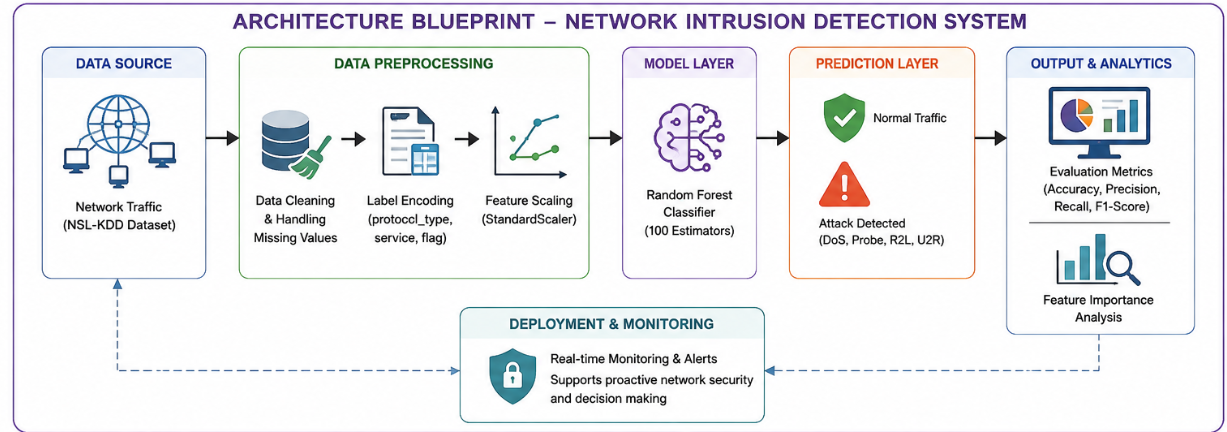 ARCHITECTURE BLUEPRINT – NETWORK INTRUSION DETECTION SYSTEM
DATA SOURCE
Network Traffic
(NSL-KDD Dataset)
DATA PREPROCESSING
Data Cleaning
& Handling
Missing Values
Label Encoding
(protoccl_type,
service, flag)
Feature Scaling
(StandardScaler)
MODEL LAYER
Random Forest
Classifier
(100 Estimators)
PREDICTION LAYER
Normal Traffic
Attack Detected
(DoS, Probe, R2L, U2R)
OUTPUT & ANALYTICS
Evaluation Metrics
(Accuracy, Precision,
Recall, F1-Score)
Feature Importance
Analysis
DEPLOYMENT & MONITORING
Real-time Monitoring & Alerts
Supports proactive network security
and decision making